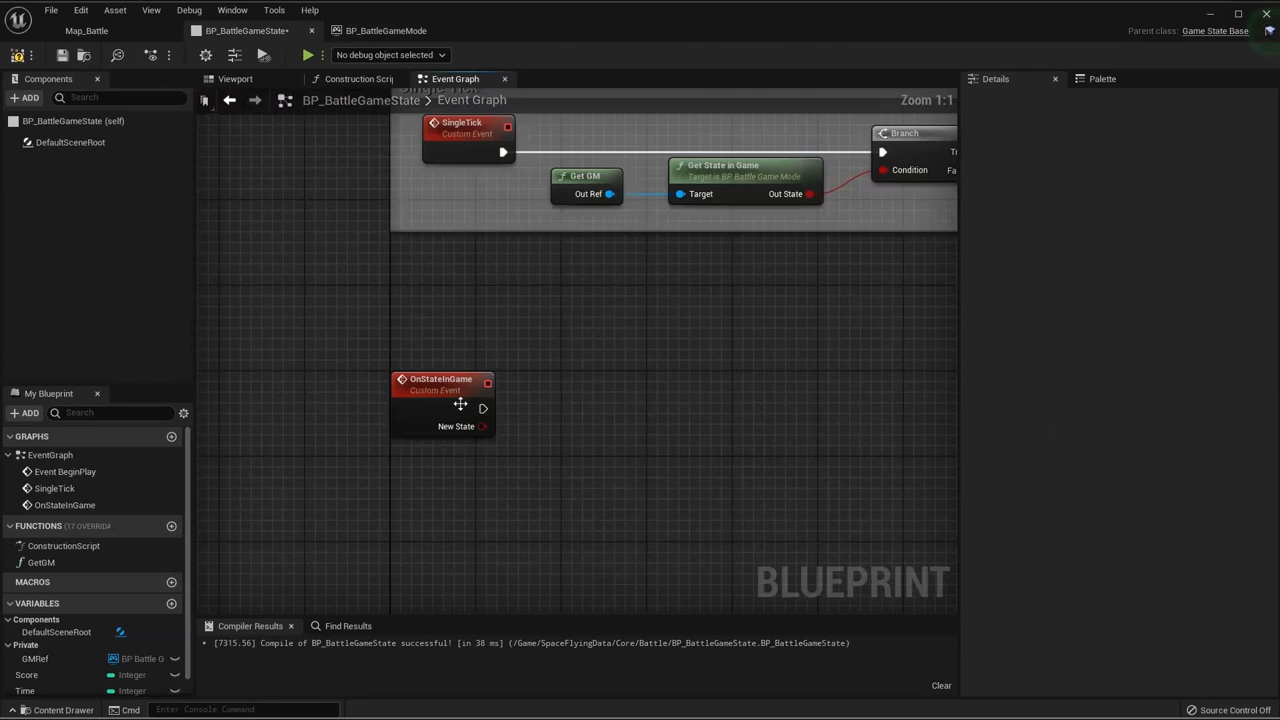 File Edit Asset View Debug Window Tools Help
Map_Battle
BP_BattleGameState•
BP_BattleGameMode
Parent class: Game State Base
No debug object selected
Components
Viewport
Construction Scrip
Event Graph
Details
Palette
ADD
Search
BP_BattleGameState > Event Graph
Zoom 1:1
BP_BattleGameState (self)
DefaultSceneRoot
SingleTick
Custom Event
Branch
Condition
Get GM
Out Ref
Get State in Game
Target is BP Battle Game Mode
Target
Out State
OnStateInGame
Custom Event
New State
My Blueprint
ADD
Search
GRAPHS
EventGraph
Event BeginPlay
SingleTick
OnStateInGame
FUNCTIONS (17 OVERRIDA
ConstructionScript
GetGM
MACROS
VARIABLES
Components
DefaultSceneRoot
Private
GMRef
BP Battle G
Score
Integer
Time
Integer
BLUEPRINT
Compiler Results
Find Results
[7315.56] Compile of BP_BattleGameState successful! [in 38 ms] (/Game/SpaceFlyingData/Core/Battle/BP_BattleGameState.BP_BattleGameState)
Clear
Content Drawer
Cmd
Enter Console Command
Source Control Off